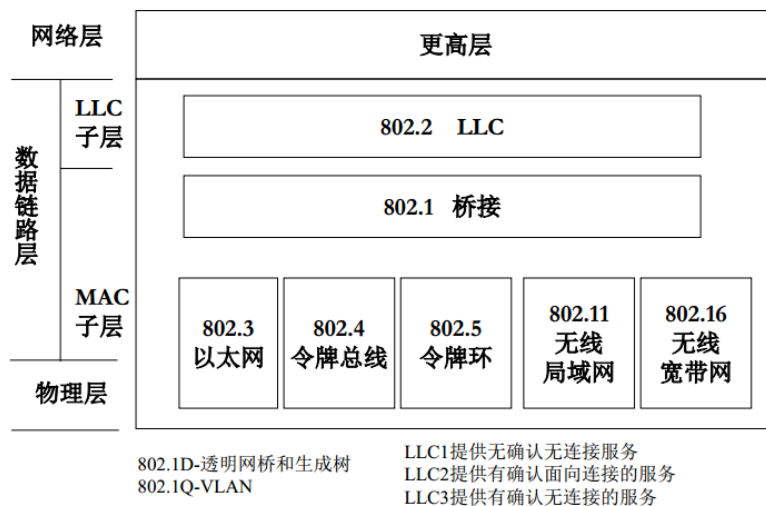 网络层
更高层
LLC
子层
802.2 LLC
数据链路层
802.1 桥接
MAC
子层
802.3
以太网
802.4
令牌总线
802.5
令牌环
802.11
无线
局域网
802.16
无线
宽带网
物理层
802.1D-透明网桥和生成树
802.1Q-VLAN
LLC1提供无确认无连接服务
LLC2提供有确认面向连接的服务
LLC3提供有确认无连接的服务